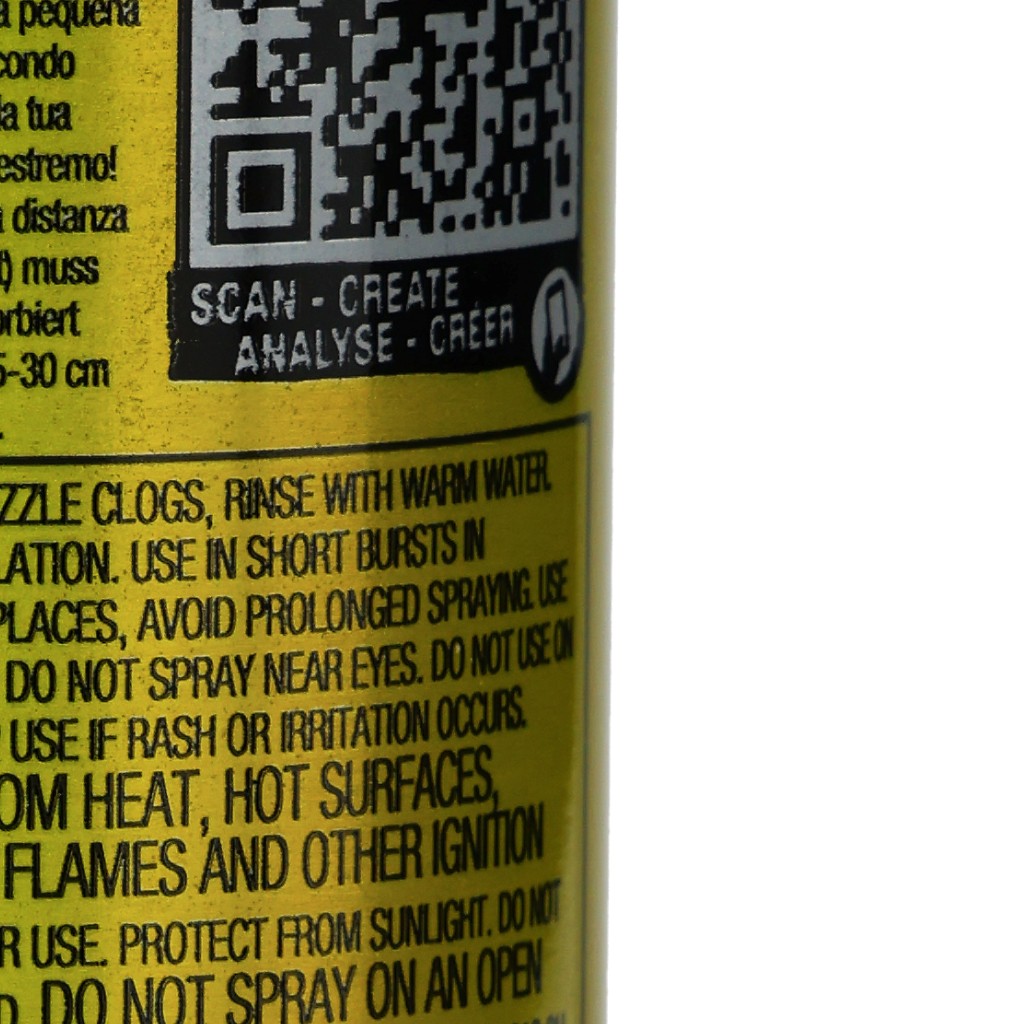 a pequeña
condo
la tua
estremo!
distanza
muss
rbiert
5-30 cm
SCAN - CREATE
ANALYSE - CRÉER
ZZLE CLOGS, RINSE WITH WARM WATER.
LATION. USE IN SHORT BURSTS IN
PLACES, AVOID PROLONGED SPRAYING. USE
DO NOT SPRAY NEAR EYES. DO NOT USE ON
USE IF RASH OR IRRITATION OCCURS.
OM HEAT, HOT SURFACES,
FLAMES AND OTHER IGNITION
R USE. PROTECT FROM SUNLIGHT. DO NOT
D. DO NOT SPRAY ON AN OPEN